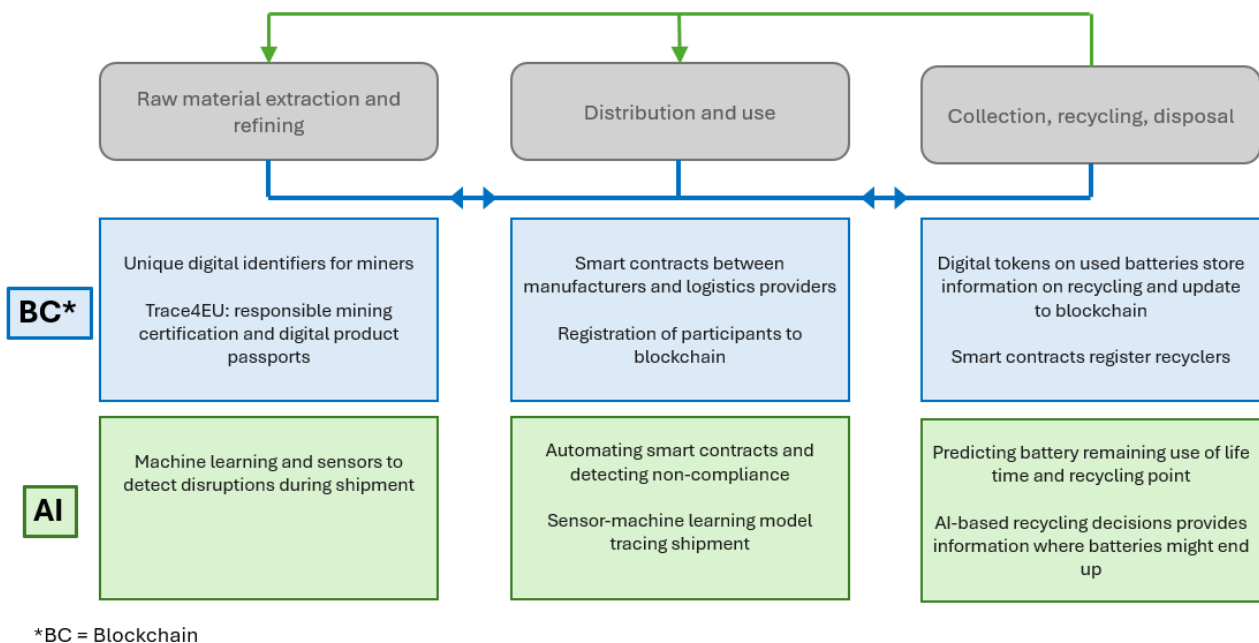 Raw material extraction and
refining
Distribution and use
Collection, recycling, disposal
BC*
Unique digital identifiers for miners
Trace4EU: responsible mining
certification and digital product
passports
Smart contracts between
manufacturers and logistics providers
Registration of participants to
blockchain
Digital tokens on used batteries store
information on recycling and update
to blockchain
Smart contracts register recyclers
AI
Machine learning and sensors to
detect disruptions during shipment
Automating smart contracts and
detecting non-compliance
Sensor-machine learning model
tracing shipment
Predicting battery remaining use of life
time and recycling point
AI-based recycling decisions provides
information where batteries might end
up
*BC = Blockchain